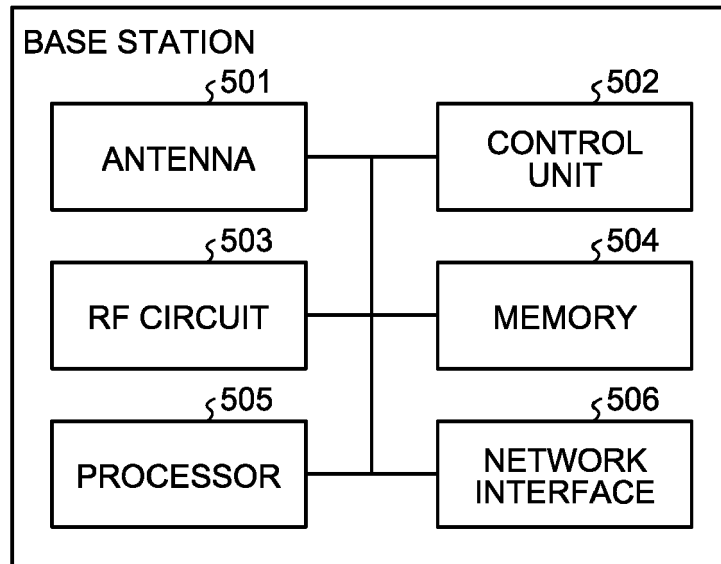 BASE STATION
501
ANTENNA
502
CONTROL
UNIT
503
RF CIRCUIT
504
MEMORY
505
PROCESSOR
506
NETWORK
INTERFACE